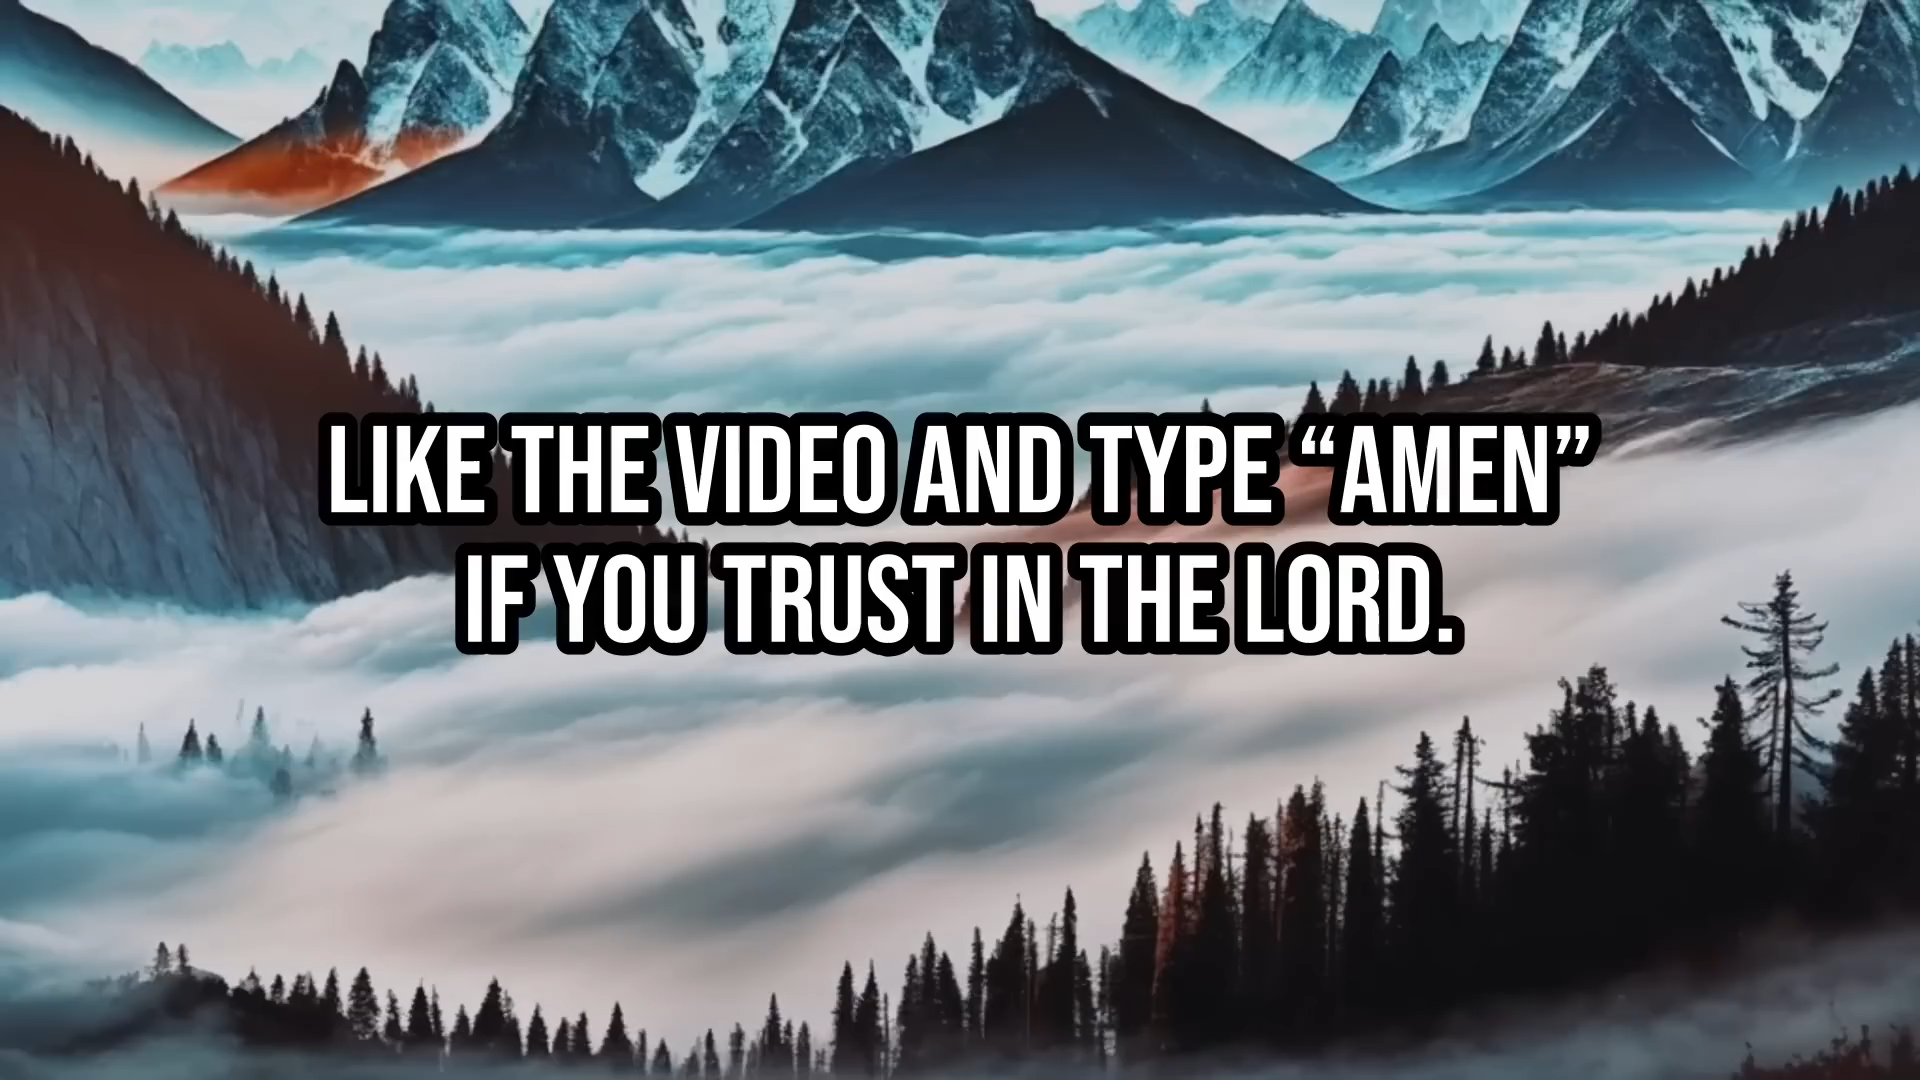 LIKE THE VIDEO AND TYPE “AMEN”
IF YOU TRUST IN THE LORD.